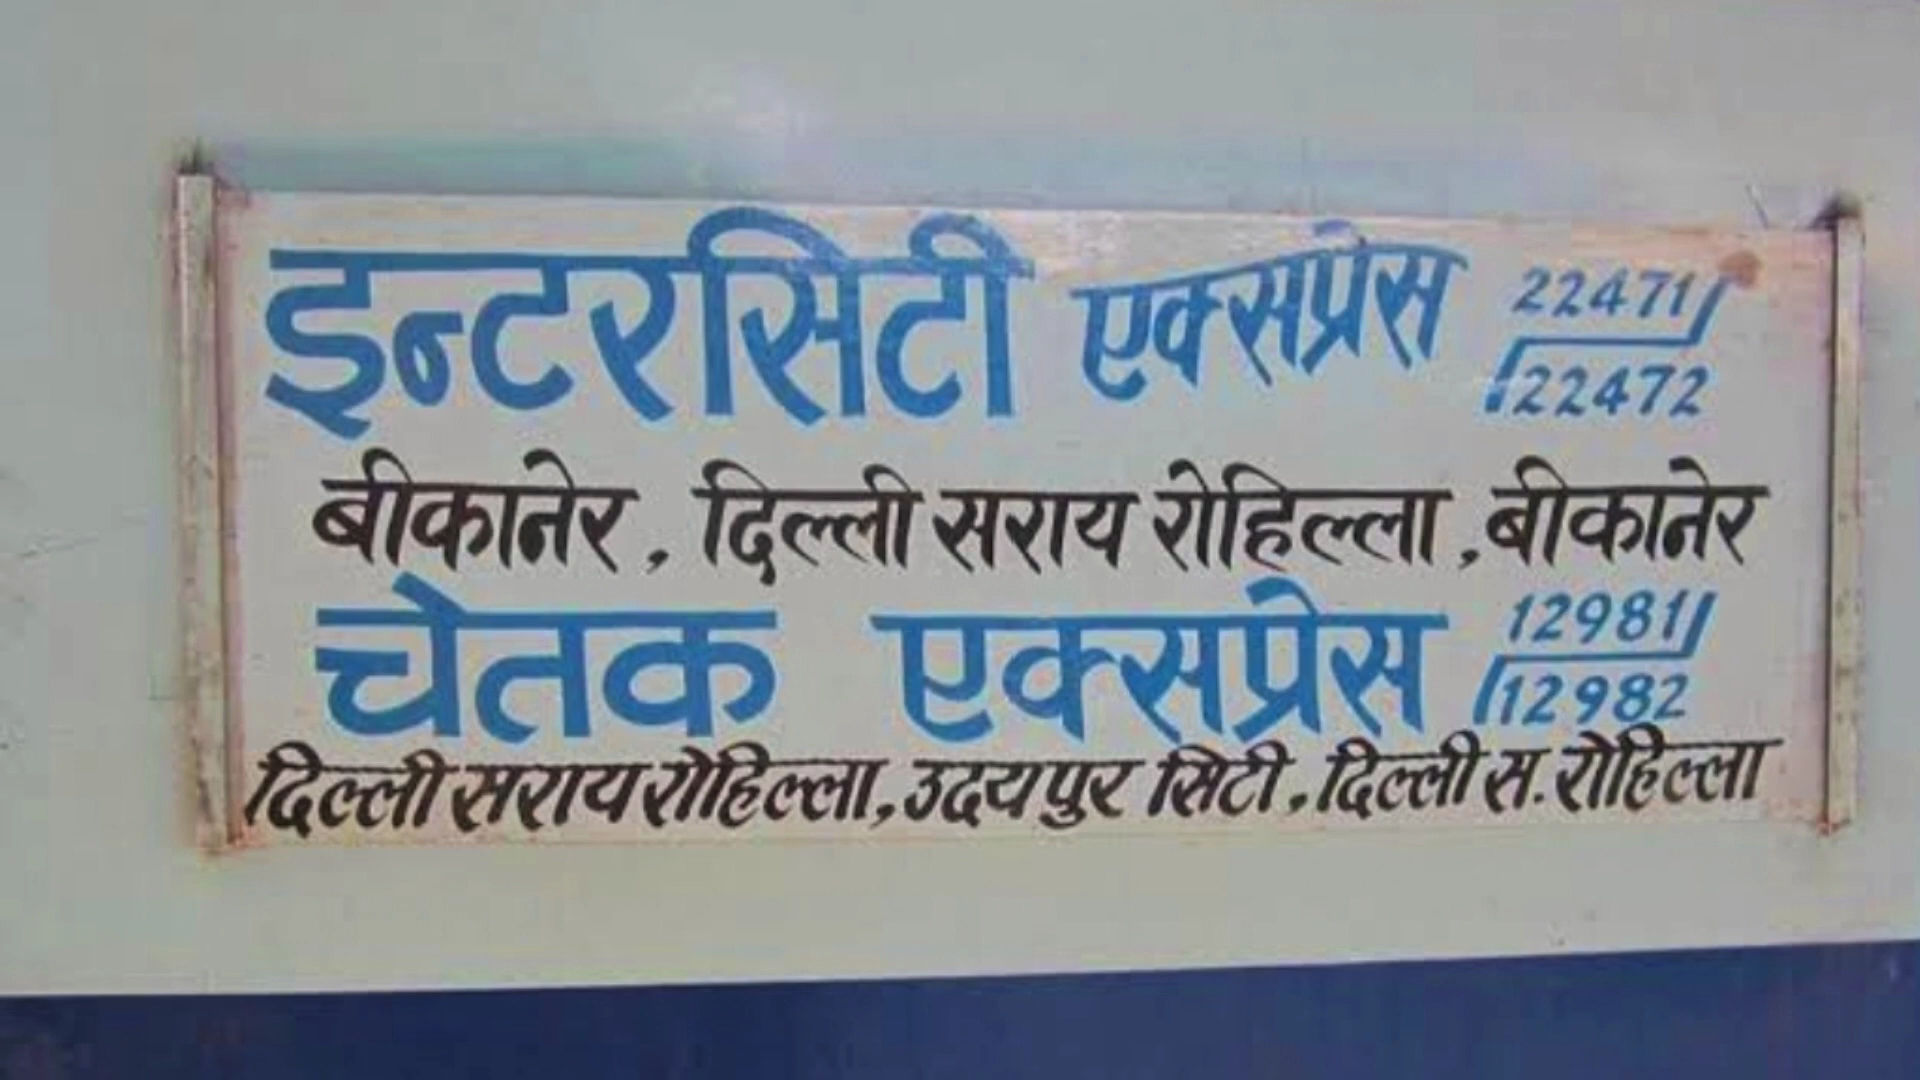 इन्टरसिटी एक्सप्रेस 22471/
/22472
बीकानेर, दिल्ली सराय रोहिल्ला, बीकानेर
चेतक एक्सप्रेस 12981/
/12982
दिल्ली सराय रोहिल्ला, उदयपुर सिटी, दिल्ली स. रोहिल्ला